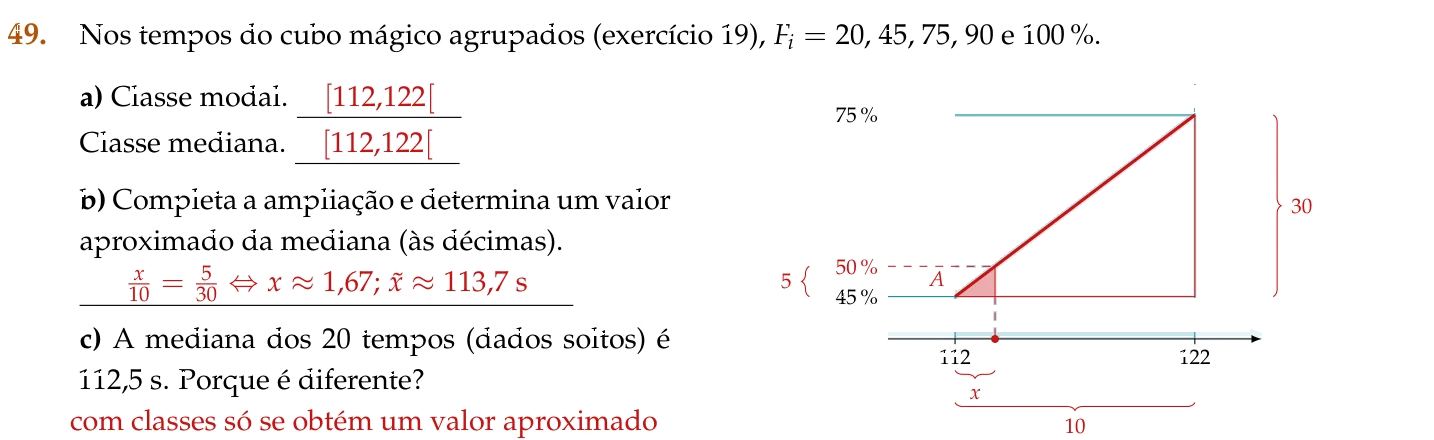 49. Nos tempos do cubo mágico agrupados (exercício 19), Fᵢ = 20, 45, 75, 90 e 100 %.
a) Classe modal. [112,122[
Classe mediana. [112,122[
b) Completa a ampliação e determina um valor
aproximado da mediana (às décimas).
x/10 = 5/30 ⇔ x ≈ 1,67; x̃ ≈ 113,7 s
c) A mediana dos 20 tempos (dados soltos) é
112,5 s. Porque é diferente?
com classes só se obtém um valor aproximado
75 %
30
50 %
A
5 {
45 %
112
122
x
10